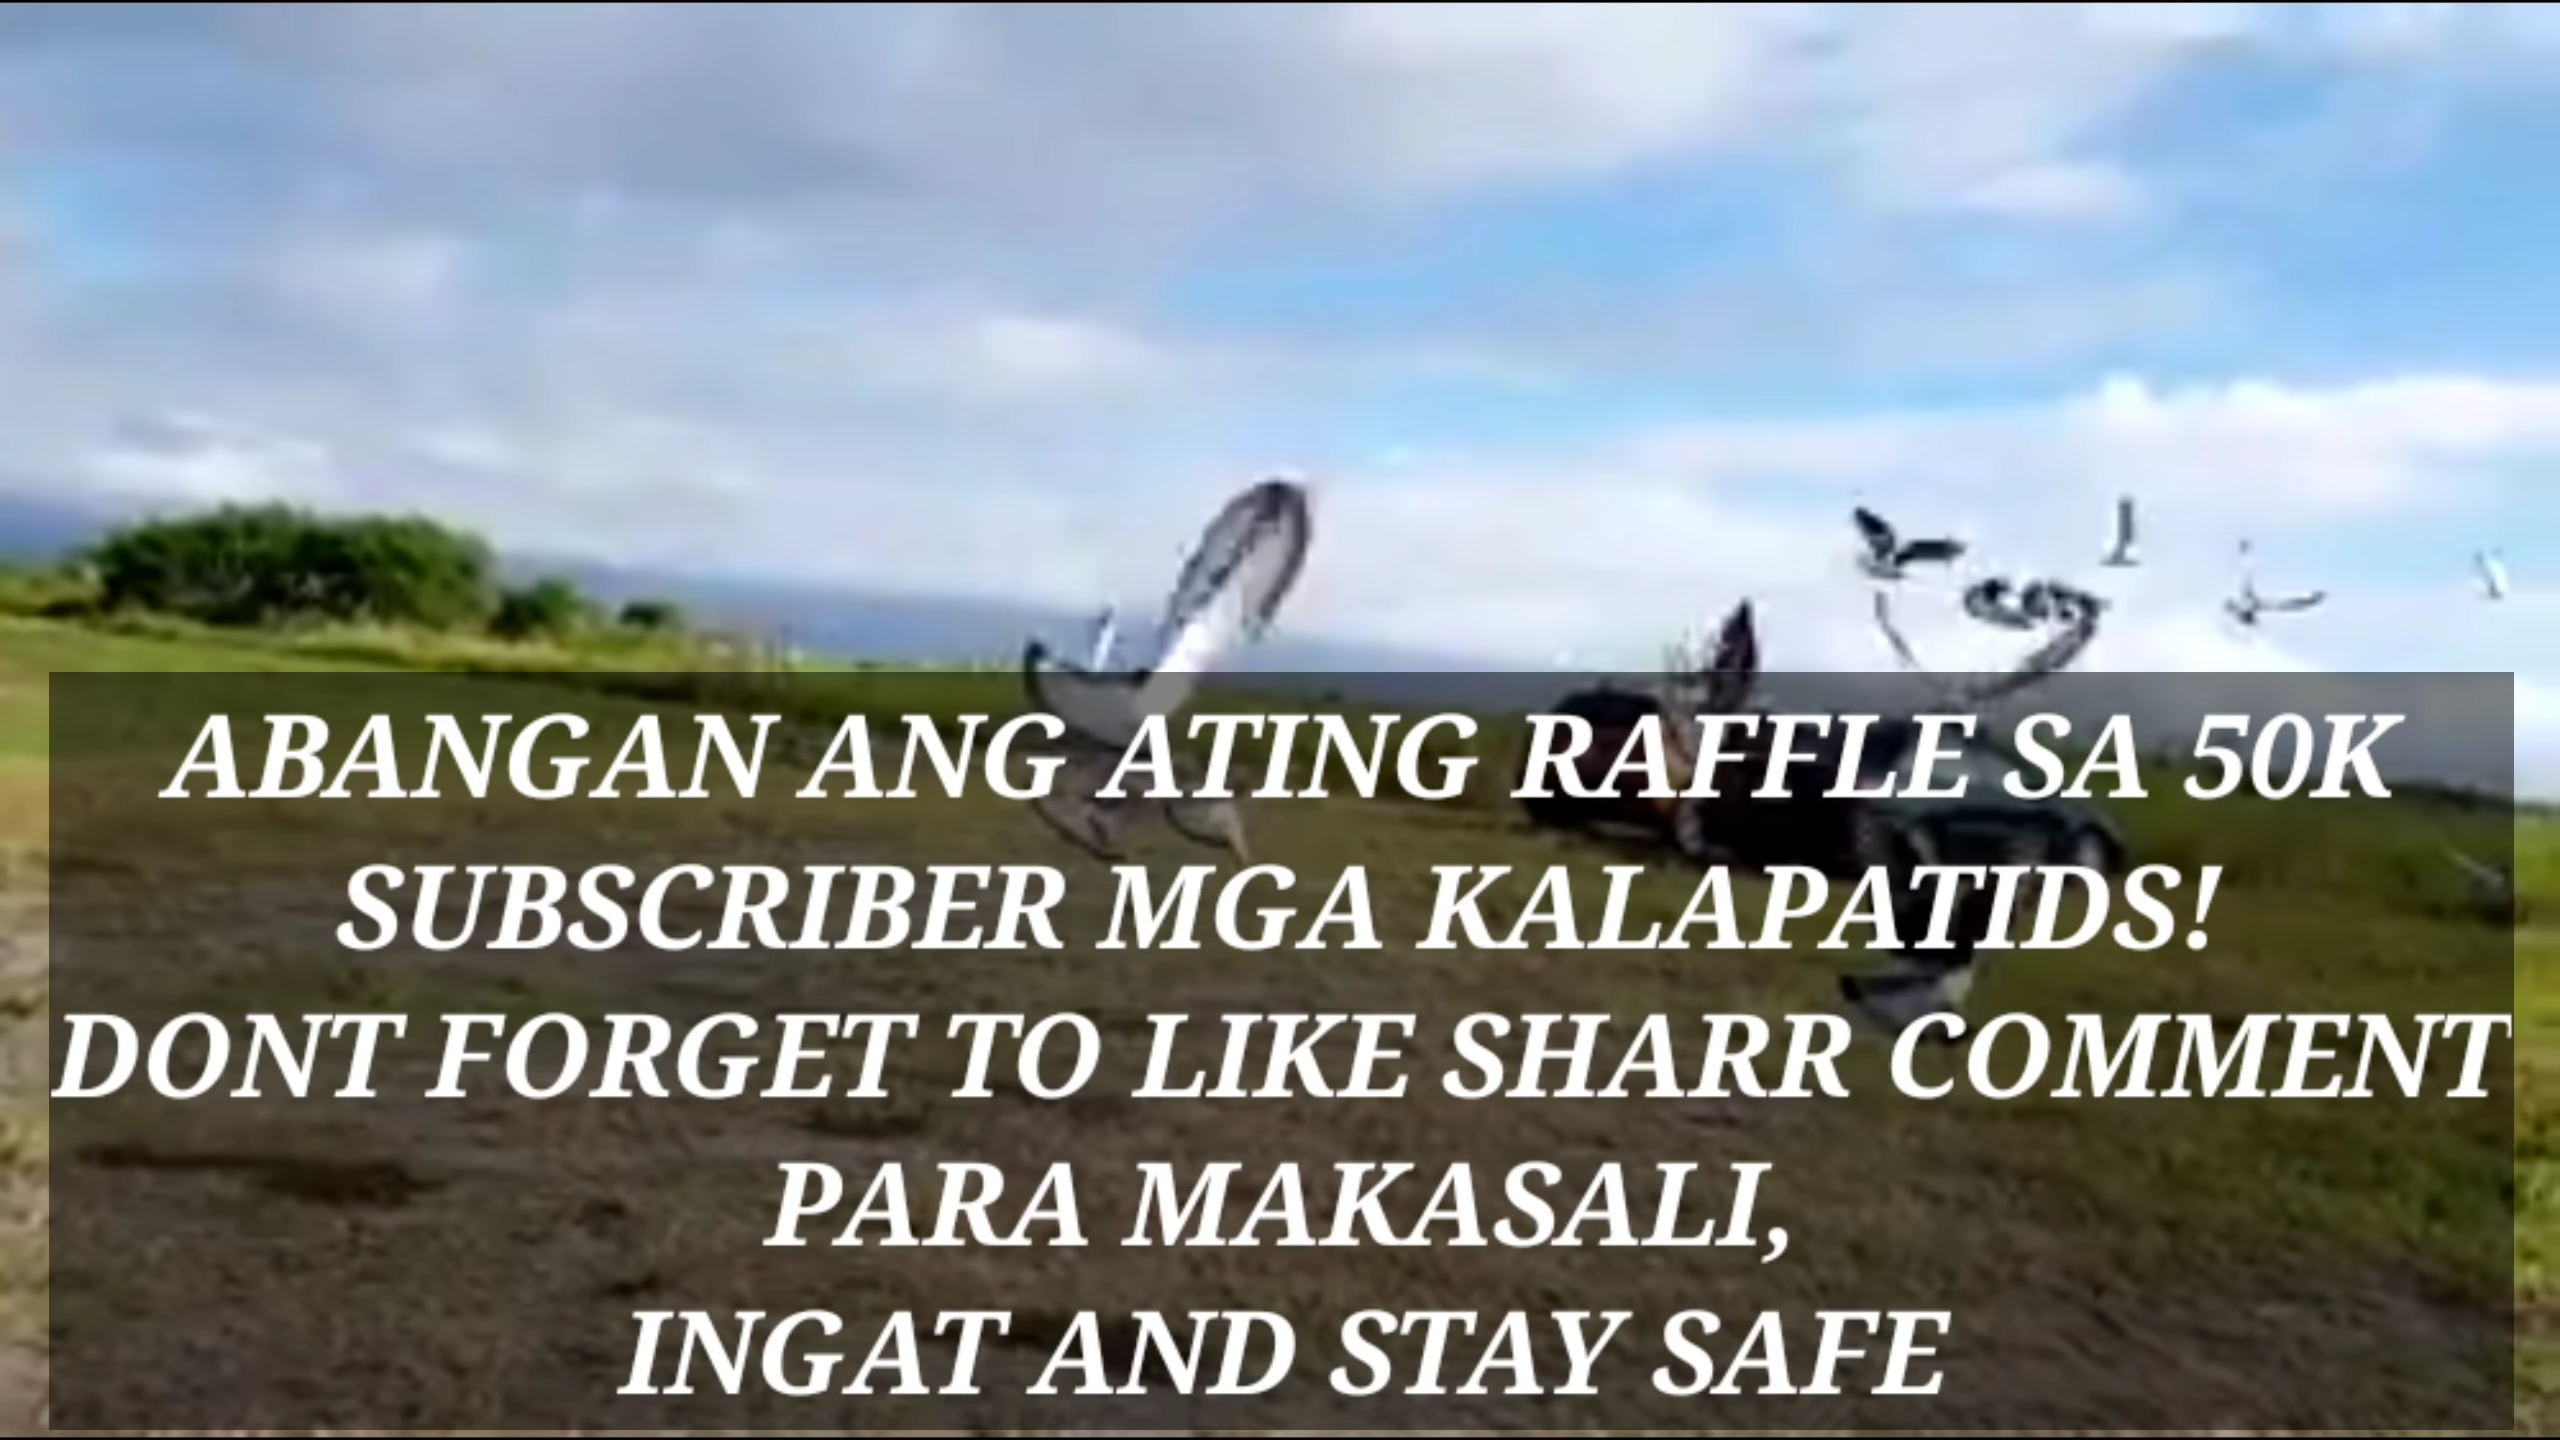 ABANGAN ANG ATING RAFFLE SA 50K
SUBSCRIBER MGA KALAPATIDS!
DONT FORGET TO LIKE SHARR COMMENT
PARA MAKASALI,
INGAT AND STAY SAFE